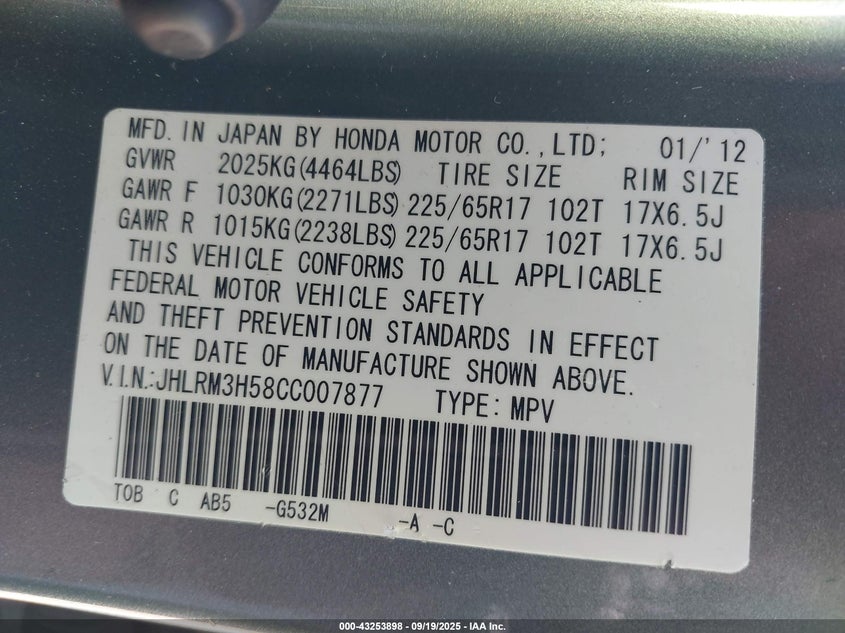 MFD. IN JAPAN BY HONDA MOTOR CO., LTD; 01/'12
GVWR 2025KG(4464LBS) TIRE SIZE RIM SIZE
GAWR F 1030KG(2271LBS) 225/65R17 102T 17X6.5J
GAWR R 1015KG(2238LBS) 225/65R17 102T 17X6.5J
THIS VEHICLE CONFORMS TO ALL APPLICABLE
FEDERAL MOTOR VEHICLE SAFETY
AND THEFT PREVENTION STANDARDS IN EFFECT
ON THE DATE OF MANUFACTURE SHOWN ABOVE.
V.I.N.:JHLRM3H58CC007877 TYPE: MPV
TOB C AB5 -G532M -A -C
000-43253898 - 09/19/2025 - IAA Inc.